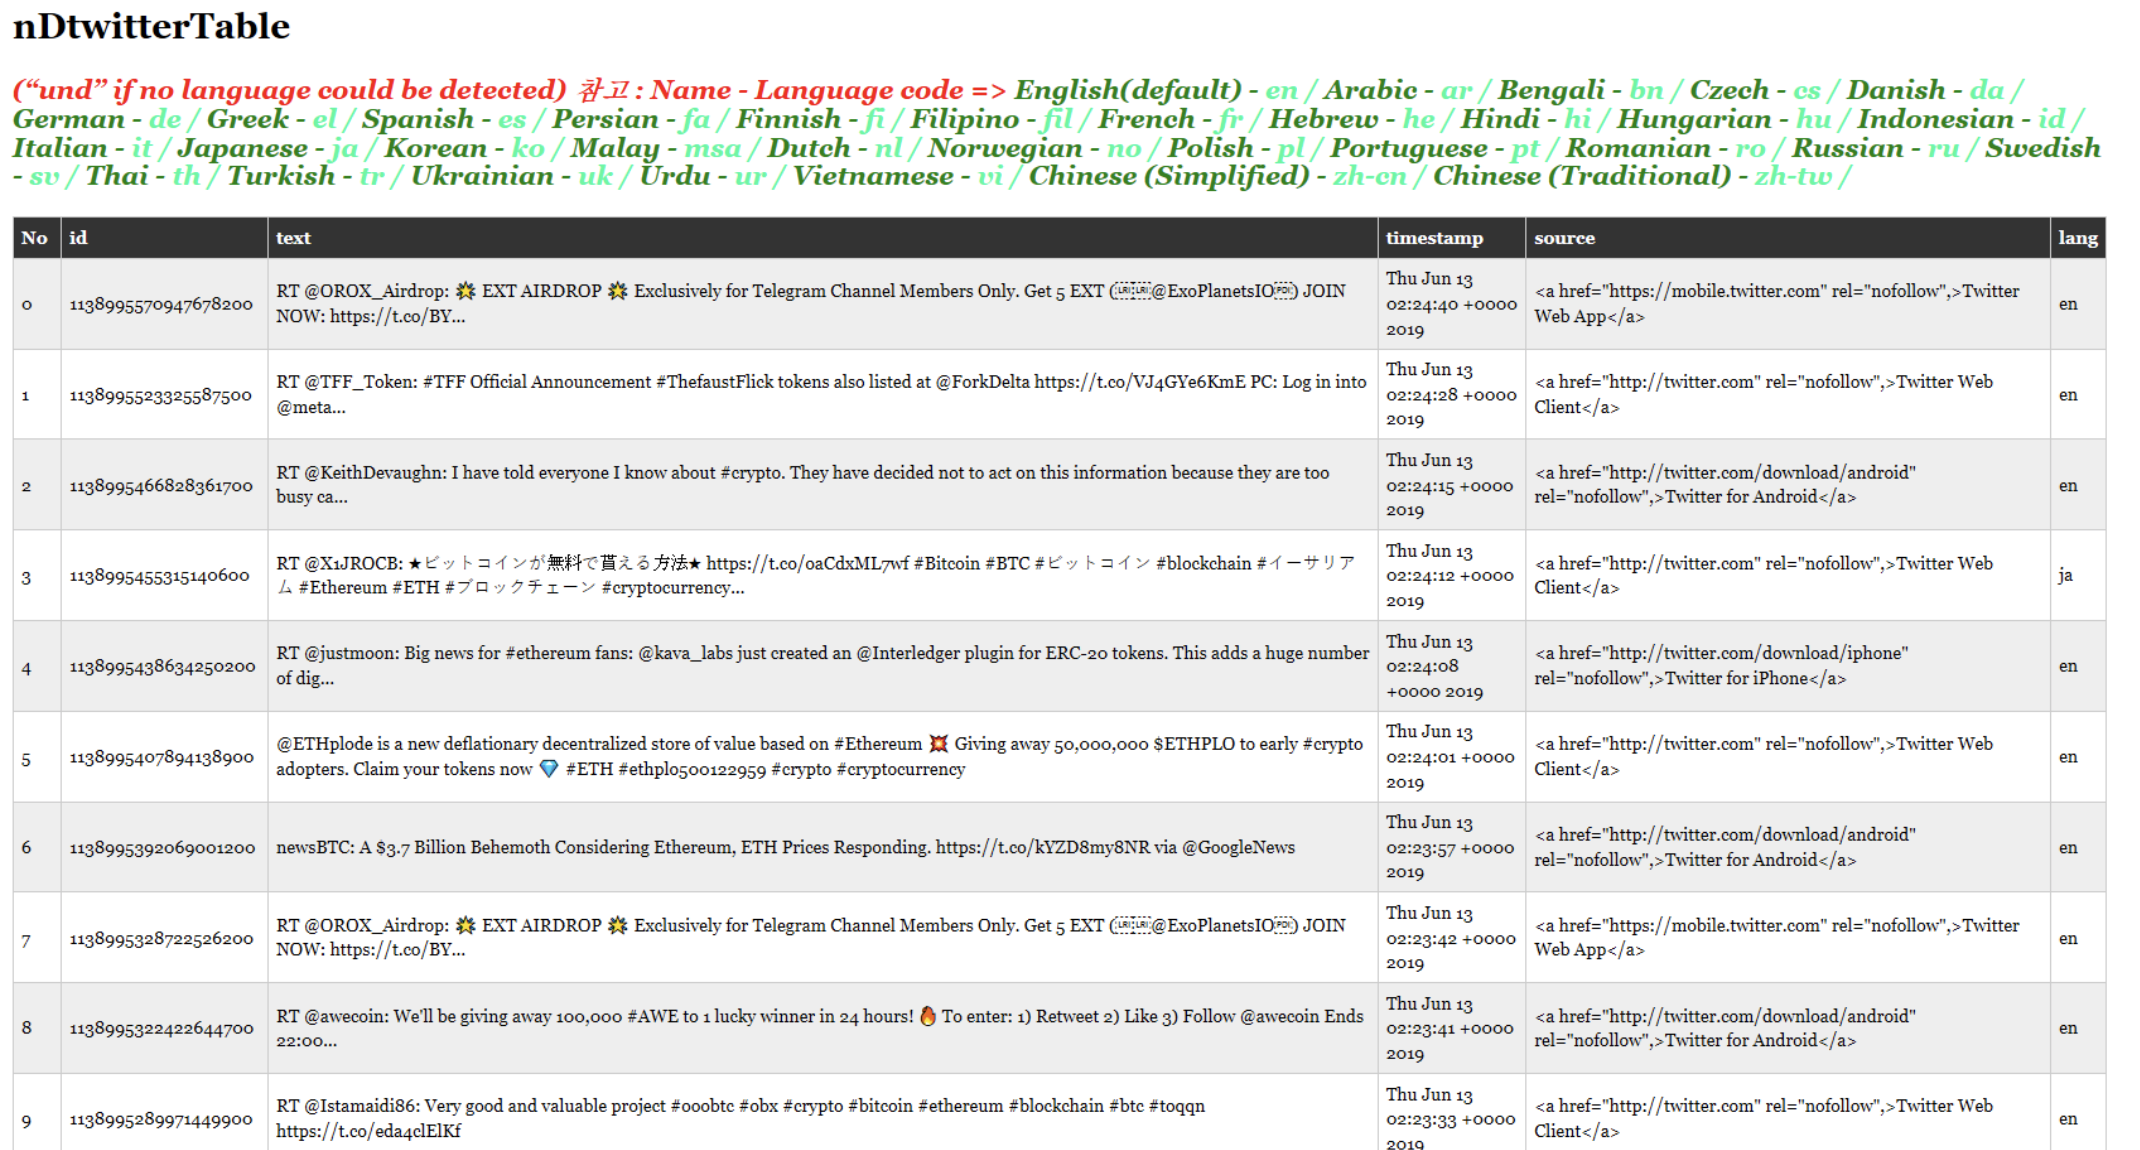 nDtwitterTable
(“und” if no language could be detected) 참고 : Name - Language code => English(default) - en / Arabic - ar / Bengali - bn / Czech - cs / Danish - da /
German - de / Greek - el / Spanish - es / Persian - fa / Finnish - fi / Filipino - fil / French - fr / Hebrew - he / Hindi - hi / Hungarian - hu / Indonesian - id /
Italian - it / Japanese - ja / Korean - ko / Malay - msa / Dutch - nl / Norwegian - no / Polish - pl / Portuguese - pt / Romanian - ro / Russian - ru / Swedish
- sv / Thai - th / Turkish - tr / Ukrainian - uk / Urdu - ur / Vietnamese - vi / Chinese (Simplified) - zh-cn / Chinese (Traditional) - zh-tw /
No id text timestamp source lang
0
1138995570947678200
RT @OROX_Airdrop: 🌟 EXT AIRDROP 🌟 Exclusively for Telegram Channel Members Only. Get 5 EXT (LRI LRI@ExoPlanetsIOPDI) JOIN
NOW: https://t.co/BY...
Thu Jun 13
02:24:40 +0000
2019
<a href="https://mobile.twitter.com" rel="nofollow",>Twitter
Web App</a>
en
1
1138995523325587500
RT @TFF_Token: #TFF Official Announcement #ThefaustFlick tokens also listed at @ForkDelta https://t.co/VJ4GYe6KmE PC: Log in into
@meta...
Thu Jun 13
02:24:28 +0000
2019
<a href="http://twitter.com" rel="nofollow",>Twitter Web
Client</a>
en
2
1138995466828361700
RT @KeithDevaughn: I have told everyone I know about #crypto. They have decided not to act on this information because they are too
busy ca...
Thu Jun 13
02:24:15 +0000
2019
<a href="http://twitter.com/download/android"
rel="nofollow",>Twitter for Android</a>
en
3
1138995455315140600
RT @X1JROCB: ★ビットコインが無料で貰える方法★ https://t.co/oaCdxML7wf #Bitcoin #BTC #ビットコイン #blockchain #イーサリア
ム #Ethereum #ETH #ブロックチェーン #cryptocurrency...
Thu Jun 13
02:24:12 +0000
2019
<a href="http://twitter.com" rel="nofollow",>Twitter Web
Client</a>
ja
4
1138995438634250200
RT @justmoon: Big news for #ethereum fans: @kava_labs just created an @Interledger plugin for ERC-20 tokens. This adds a huge number
of dig...
Thu Jun 13
02:24:08
+0000 2019
<a href="http://twitter.com/download/iphone"
rel="nofollow",>Twitter for iPhone</a>
en
5
1138995407894138900
@ETHplode is a new deflationary decentralized store of value based on #Ethereum 💥 Giving away 50,000,000 $ETHPLO to early #crypto
adopters. Claim your tokens now 💎 #ETH #ethplo500122959 #crypto #cryptocurrency
Thu Jun 13
02:24:01 +0000
2019
<a href="http://twitter.com" rel="nofollow",>Twitter Web
Client</a>
en
6
1138995392069001200
newsBTC: A $3.7 Billion Behemoth Considering Ethereum, ETH Prices Responding. https://t.co/kYZD8my8NR via @GoogleNews
Thu Jun 13
02:23:57 +0000
2019
<a href="http://twitter.com/download/android"
rel="nofollow",>Twitter for Android</a>
en
7
1138995328722526200
RT @OROX_Airdrop: 🌟 EXT AIRDROP 🌟 Exclusively for Telegram Channel Members Only. Get 5 EXT (LRI LRI@ExoPlanetsIOPDI) JOIN
NOW: https://t.co/BY...
Thu Jun 13
02:23:42 +0000
2019
<a href="https://mobile.twitter.com" rel="nofollow",>Twitter
Web App</a>
en
8
1138995322422644700
RT @awecoin: We'll be giving away 100,000 #AWE to 1 lucky winner in 24 hours! 🔥 To enter: 1) Retweet 2) Like 3) Follow @awecoin Ends
22:00...
Thu Jun 13
02:23:41 +0000
2019
<a href="http://twitter.com/download/android"
rel="nofollow",>Twitter for Android</a>
en
9
1138995289971449900
RT @Istamaidi86: Very good and valuable project #ooobtc #obx #crypto #bitcoin #ethereum #blockchain #btc #toqqn
https://t.co/eda4clElKf
Thu Jun 13
02:23:33 +0000
2019
<a href="http://twitter.com" rel="nofollow",>Twitter Web
Client</a>
en